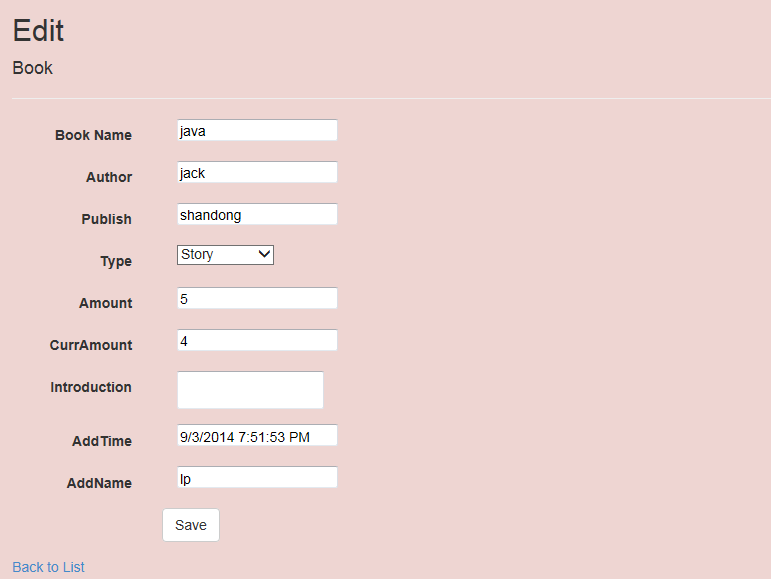 Edit
Book
Book Name java
Author jack
Publish shandong
Type Story
Amount 5
CurrAmount 4
Introduction
AddTime 9/3/2014 7:51:53 PM
AddName lp
Save
Back to List